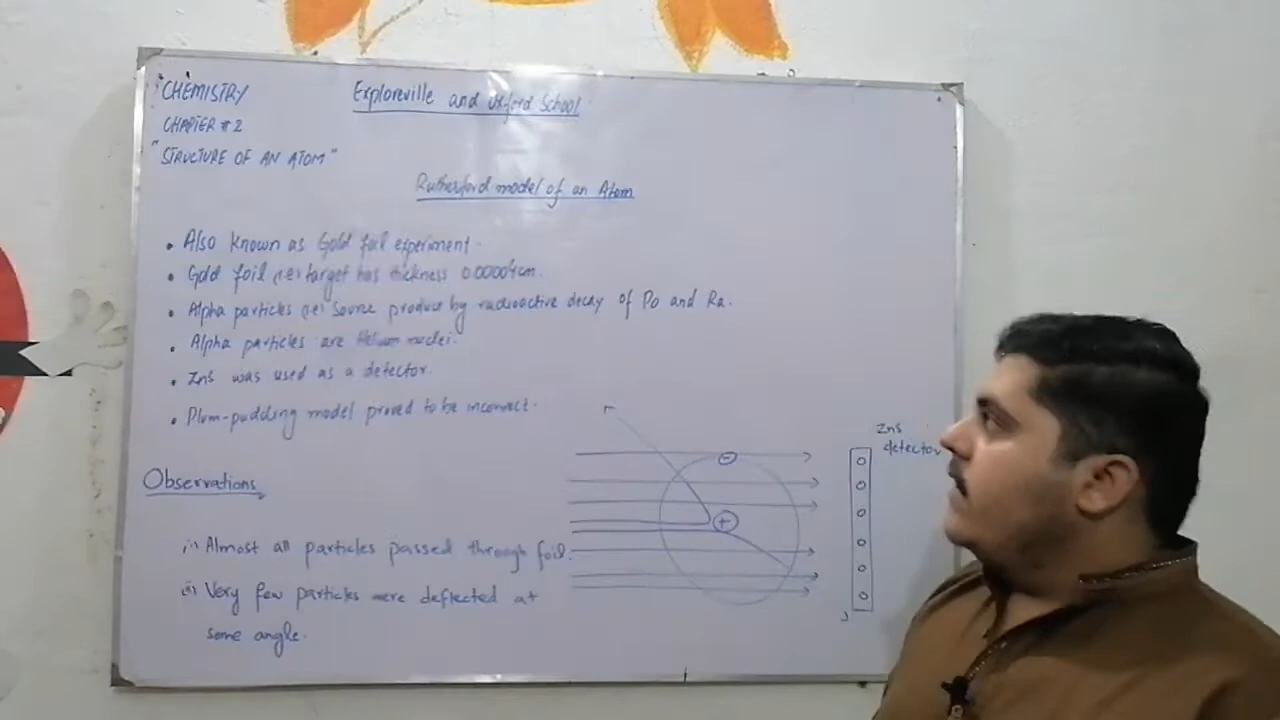 "CHEMISTRY
Exploreville and Oxford School
CHAPTER # 2
"STRUCTURE OF AN ATOM"
Rutherford model of an Atom
• Also known as Gold foil experiment.
• Gold foil (ie) target has thickness 0.00004cm.
• Alpha particles (ie) Source produce by radioactive decay of Po and Ra.
• Alpha particles are Helium nuclei.
• Zns was used as a detector.
• Plum-pudding model proved to be incorrect.
Zns
detector
-
+
Observations
i) Almost all particles passed through foil.
ii) Very few particles were deflected at
some angle.